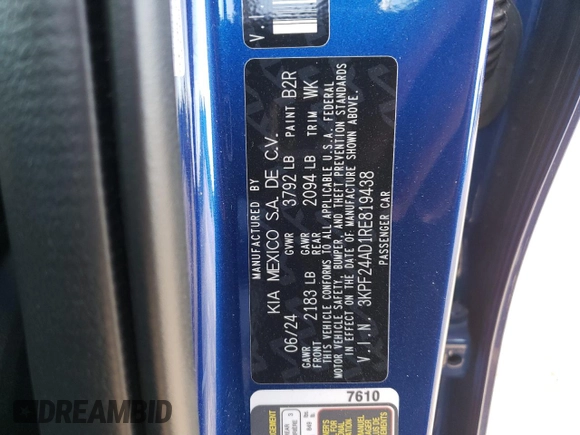 MANUFACTURED BY
KIA MEXICO S.A. DE C.V.
06/24 GVWR 3792 LB PAINT B2R
GAWR FRONT 2183 LB GAWR REAR 2094 LB TRIM WK
THIS VEHICLE CONFORMS TO ALL APPLICABLE U.S.A. FEDERAL
MOTOR VEHICLE SAFETY, BUMPER, AND THEFT PREVENTION STANDARDS
IN EFFECT ON THE DATE OF MANUFACTURE SHOWN ABOVE.
V.I.N. 3KPF24AD1RE819438
PASSENGER CAR
7610
DREAMBID